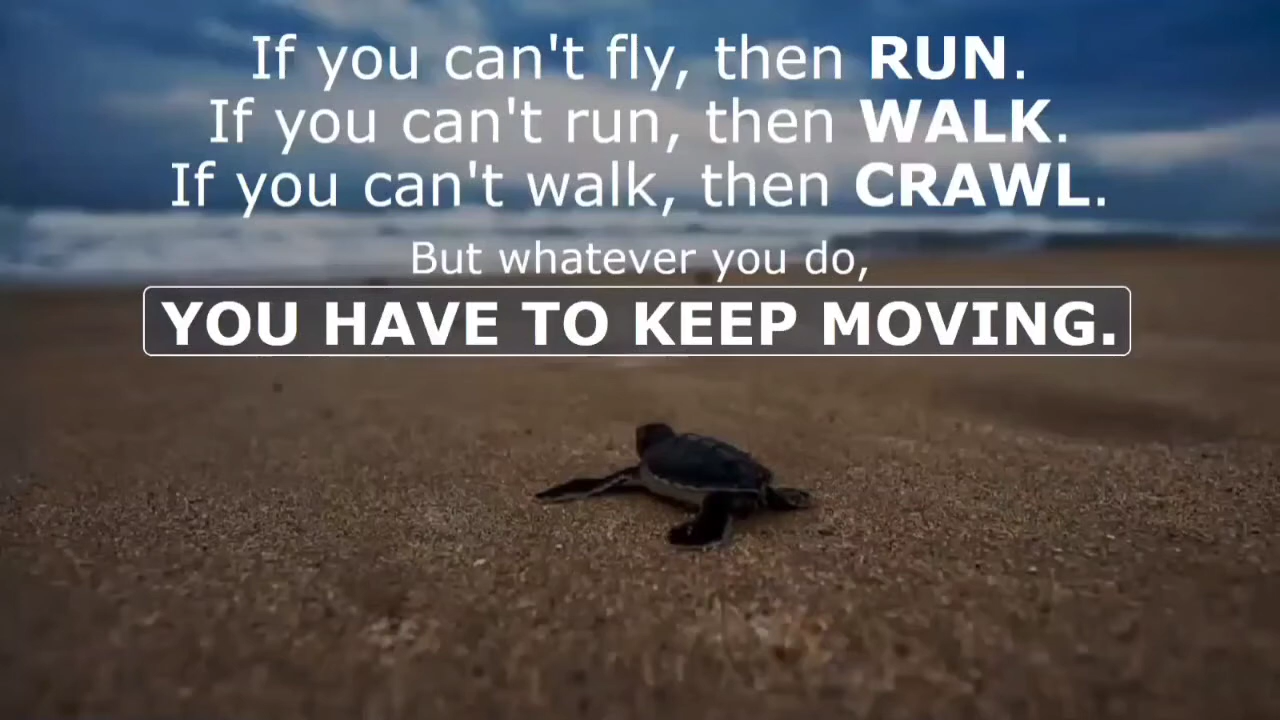 If you can't fly, then RUN.
If you can't run, then WALK.
If you can't walk, then CRAWL.
But whatever you do,
YOU HAVE TO KEEP MOVING.